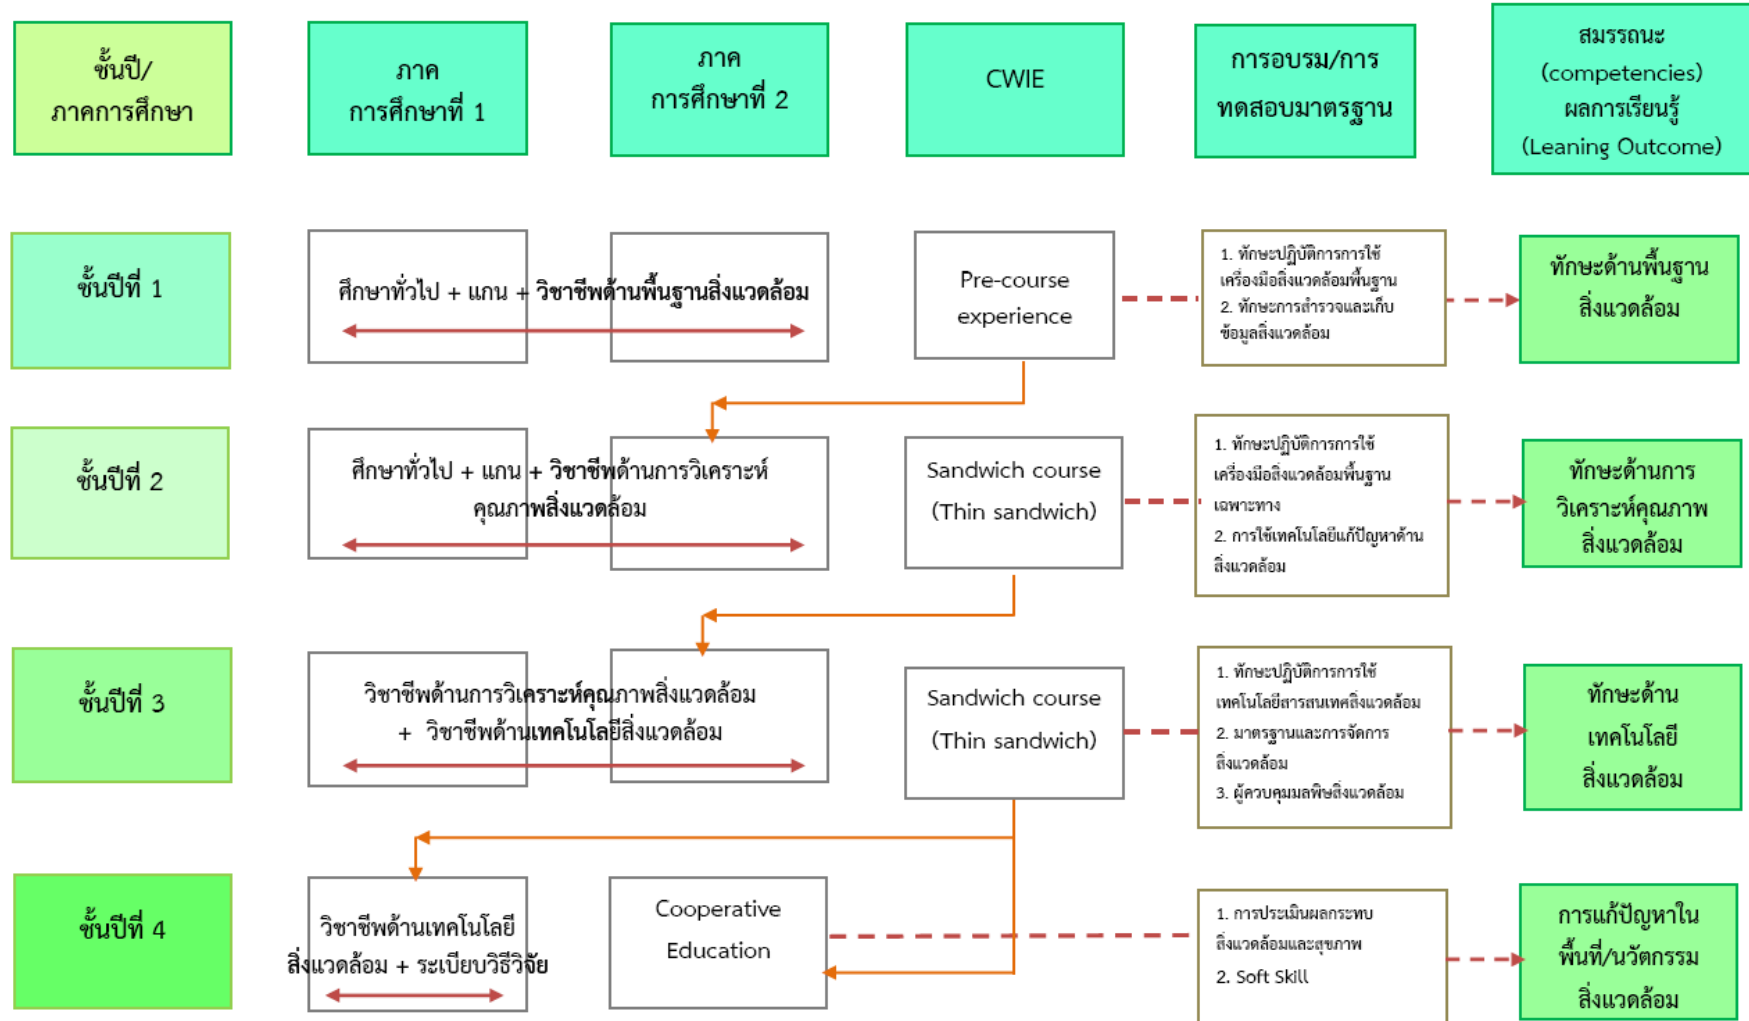 ชั้นปี/
ภาคการศึกษา
ภาค
การศึกษาที่ 1
ภาค
การศึกษาที่ 2
CWIE
การอบรม/การ
ทดสอบมาตรฐาน
สมรรถนะ
(competencies)
ผลการเรียนรู้
(Leaning Outcome)
ชั้นปีที่ 1
ศึกษาทั่วไป + แกน + วิชาชีพด้านพื้นฐานสิ่งแวดล้อม
Pre-course
experience
1. ทักษะปฏิบัติการการใช้
เครื่องมือสิ่งแวดล้อมพื้นฐาน
2. ทักษะการสำรวจและเก็บ
ข้อมูลสิ่งแวดล้อม
ทักษะด้านพื้นฐาน
สิ่งแวดล้อม
ชั้นปีที่ 2
ศึกษาทั่วไป + แกน + วิชาชีพด้านการวิเคราะห์
คุณภาพสิ่งแวดล้อม
Sandwich course
(Thin sandwich)
1. ทักษะปฏิบัติการการใช้
เครื่องมือสิ่งแวดล้อมพื้นฐาน
เฉพาะทาง
2. การใช้เทคโนโลยีแก้ปัญหาด้าน
สิ่งแวดล้อม
ทักษะด้านการ
วิเคราะห์คุณภาพ
สิ่งแวดล้อม
ชั้นปีที่ 3
วิชาชีพด้านการวิเคราะห์คุณภาพสิ่งแวดล้อม
+ วิชาชีพด้านเทคโนโลยีสิ่งแวดล้อม
Sandwich course
(Thin sandwich)
1. ทักษะปฏิบัติการการใช้
เทคโนโลยีสารสนเทศสิ่งแวดล้อม
2. มาตรฐานและการจัดการ
สิ่งแวดล้อม
3. ผู้ควบคุมมลพิษสิ่งแวดล้อม
ทักษะด้าน
เทคโนโลยี
สิ่งแวดล้อม
ชั้นปีที่ 4
วิชาชีพด้านเทคโนโลยี
สิ่งแวดล้อม + ระเบียบวิธีวิจัย
Cooperative
Education
1. การประเมินผลกระทบ
สิ่งแวดล้อมและสุขภาพ
2. Soft Skill
การแก้ปัญหาใน
พื้นที่/นวัตกรรม
สิ่งแวดล้อม